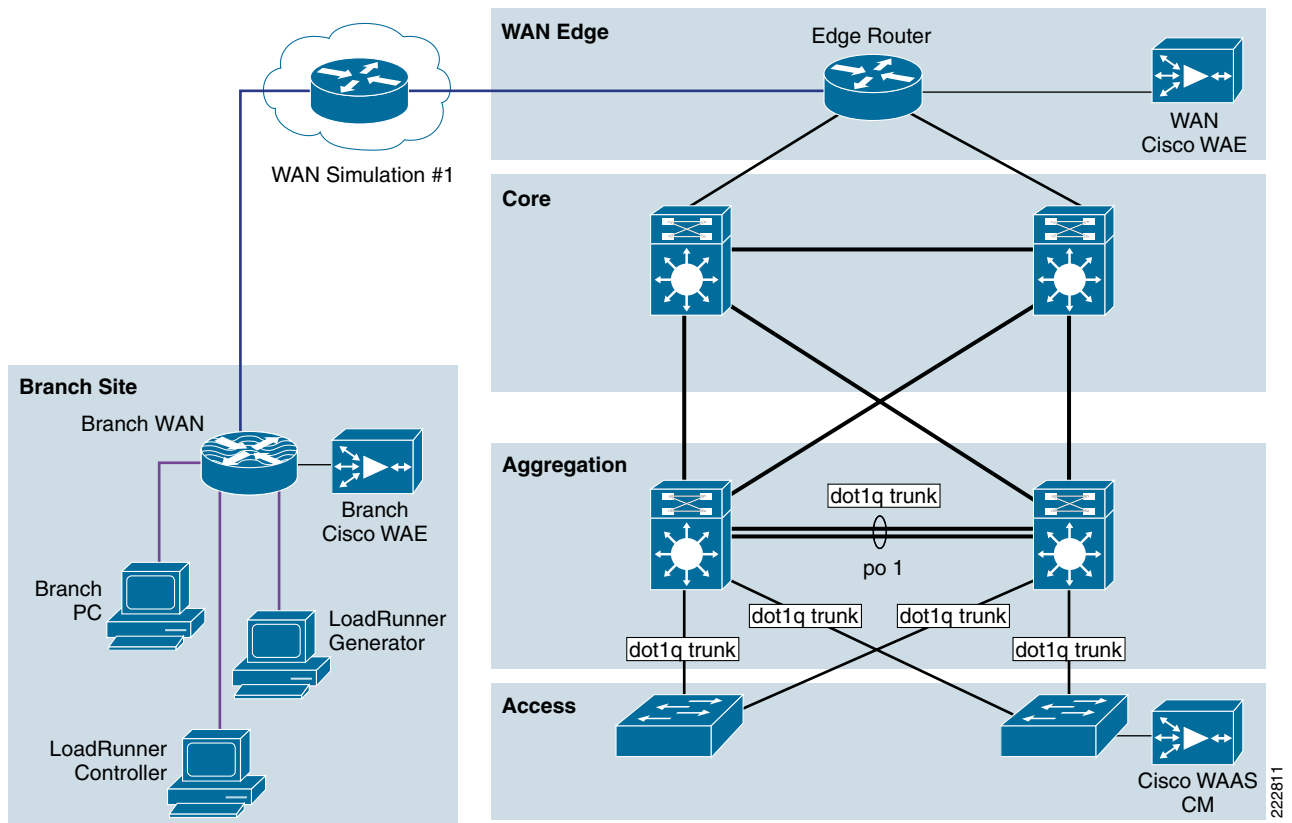 WAN Edge
Edge Router
WAN
Cisco WAE
WAN Simulation #1
Core
Branch Site
Branch WAN
Branch
Cisco WAE
Branch
PC
LoadRunner
Generator
LoadRunner
Controller
Aggregation
dot1q trunk
po 1
dot1q trunk
dot1q trunk
dot1q trunk
dot1q trunk
Access
Cisco WAAS
CM
222811